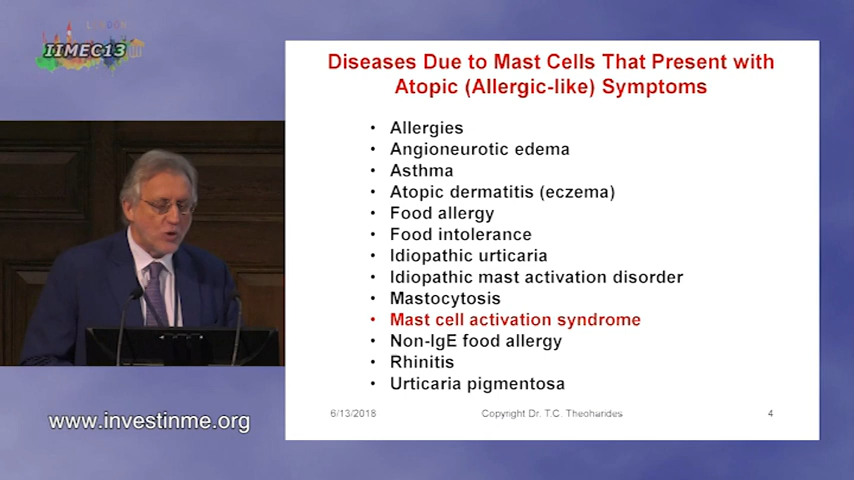 LONDON
IIMEC13
Diseases Due to Mast Cells That Present with
Atopic (Allergic-like) Symptoms
• Allergies
• Angioneurotic edema
• Asthma
• Atopic dermatitis (eczema)
• Food allergy
• Food intolerance
• Idiopathic urticaria
• Idiopathic mast activation disorder
• Mastocytosis
• Mast cell activation syndrome
• Non-IgE food allergy
• Rhinitis
• Urticaria pigmentosa
6/13/2018 Copyright Dr. T.C. Theoharides 4
www.investinme.org